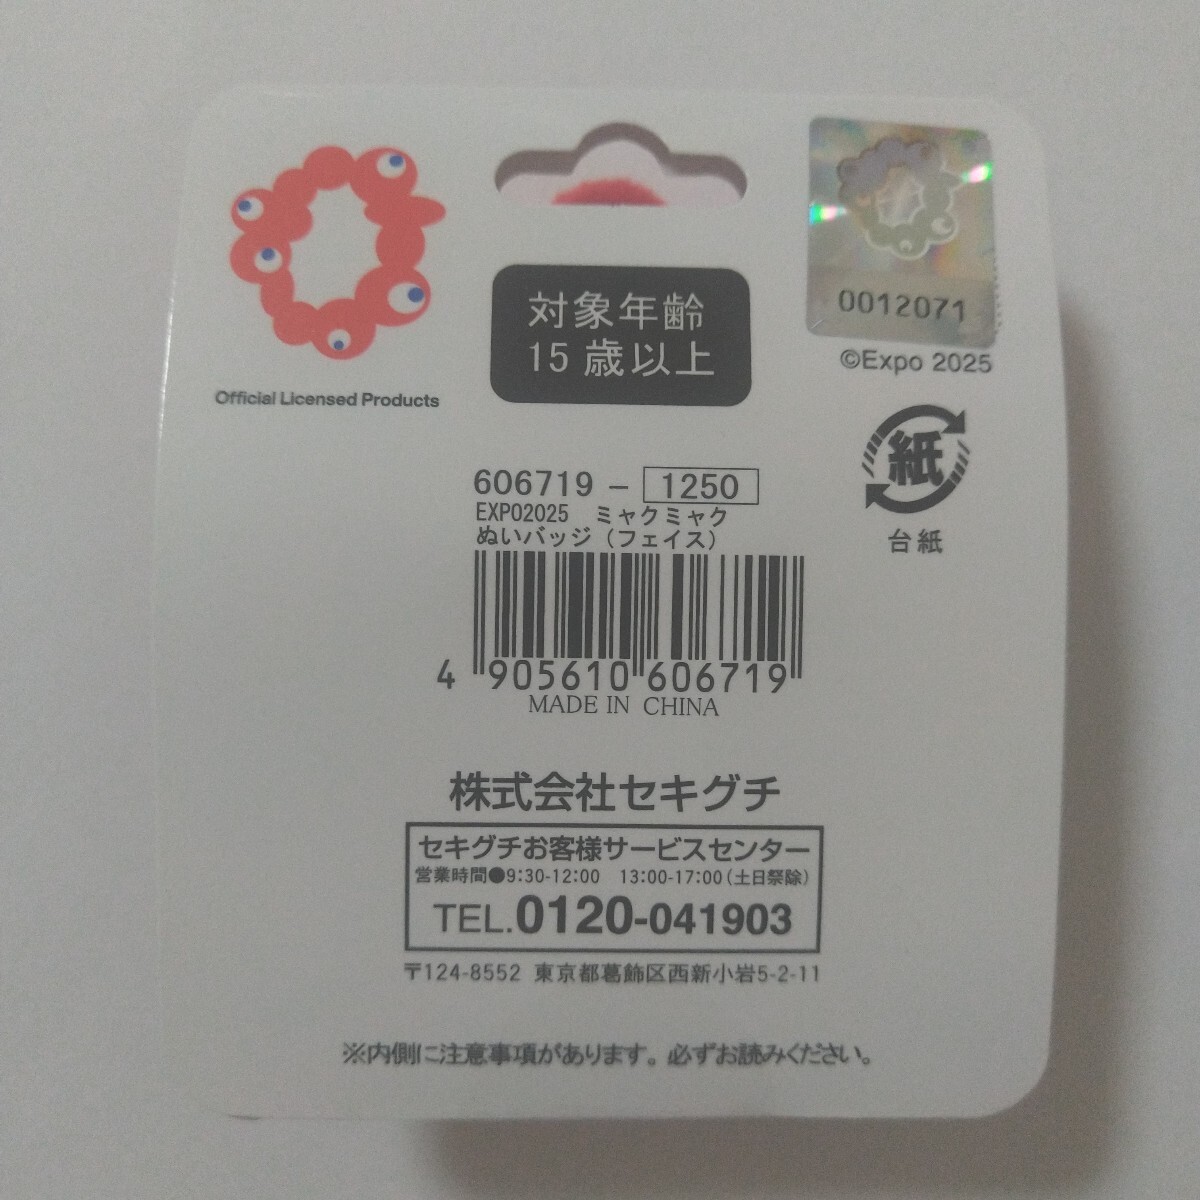 Official Licensed Products
対象年齢
15歳以上
0012071
©Expo 2025
紙
台紙
606719 - 1250
EXPO2025 ミャクミャク
ぬいバッジ(フェイス)
4 905610 606719
MADE IN CHINA
株式会社セキグチ
セキグチお客様サービスセンター
営業時間●9:30-12:00 13:00-17:00(土日祭除)
TEL.0120-041903
〒124-8552 東京都葛飾区西新小岩5-2-11
※内側に注意事項があります。必ずお読みください。